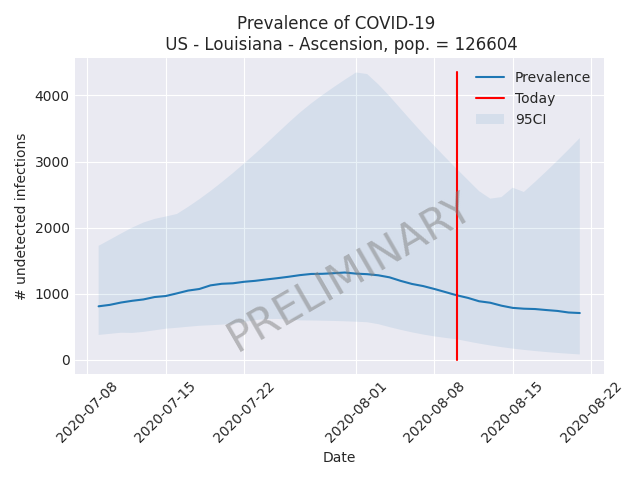 Prevalence of COVID-19
US - Louisiana - Ascension, pop. = 126604
Prevalence
Today
95CI
PRELIMINARY
# undetected infections
4000
3000
2000
1000
0
2020-07-08
2020-07-15
2020-07-22
2020-08-01
2020-08-08
2020-08-15
2020-08-22
Date